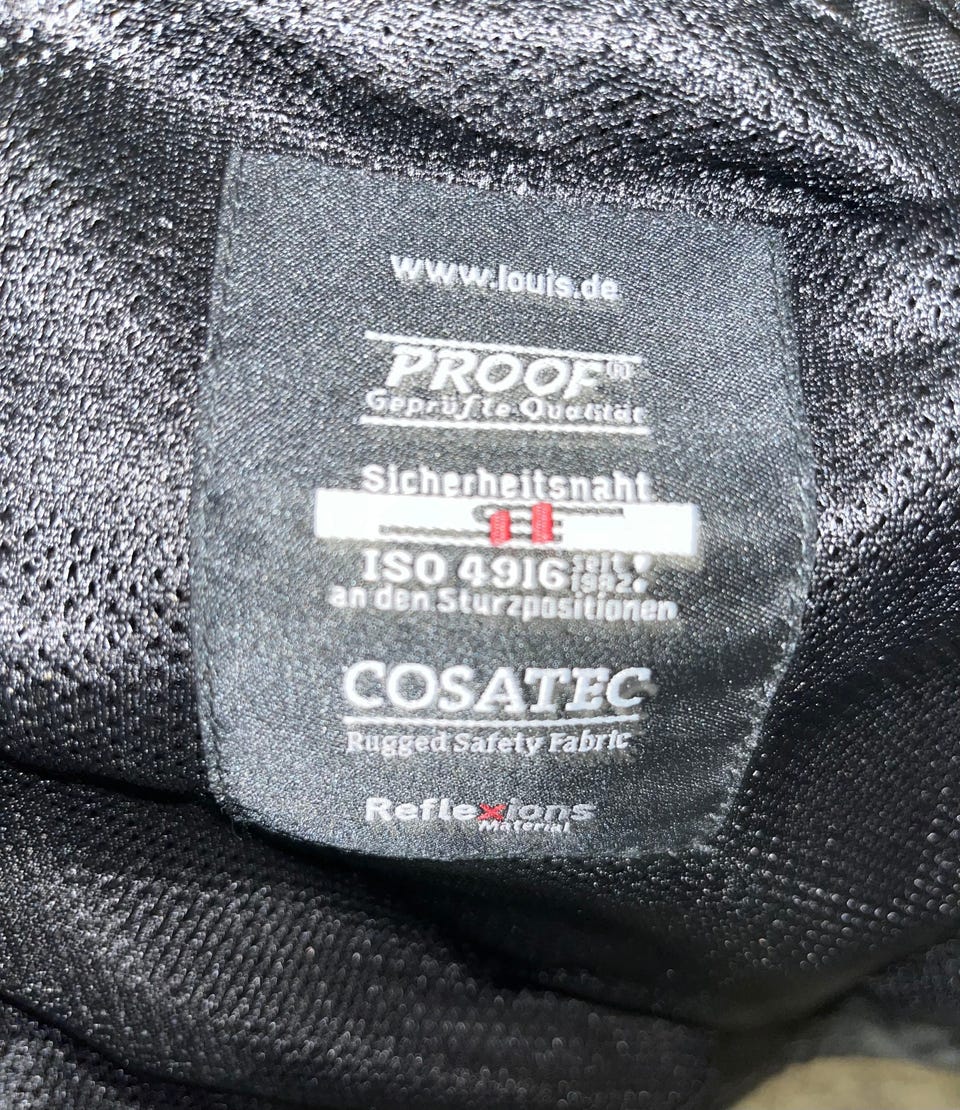 www.louis.de
PROOF®
Geprüfte Qualität
Sicherheitsnaht
ISO 4916 seit 1992
an den Sturzpositionen
COSATEC
Rugged Safety Fabric
Reflexions
Material